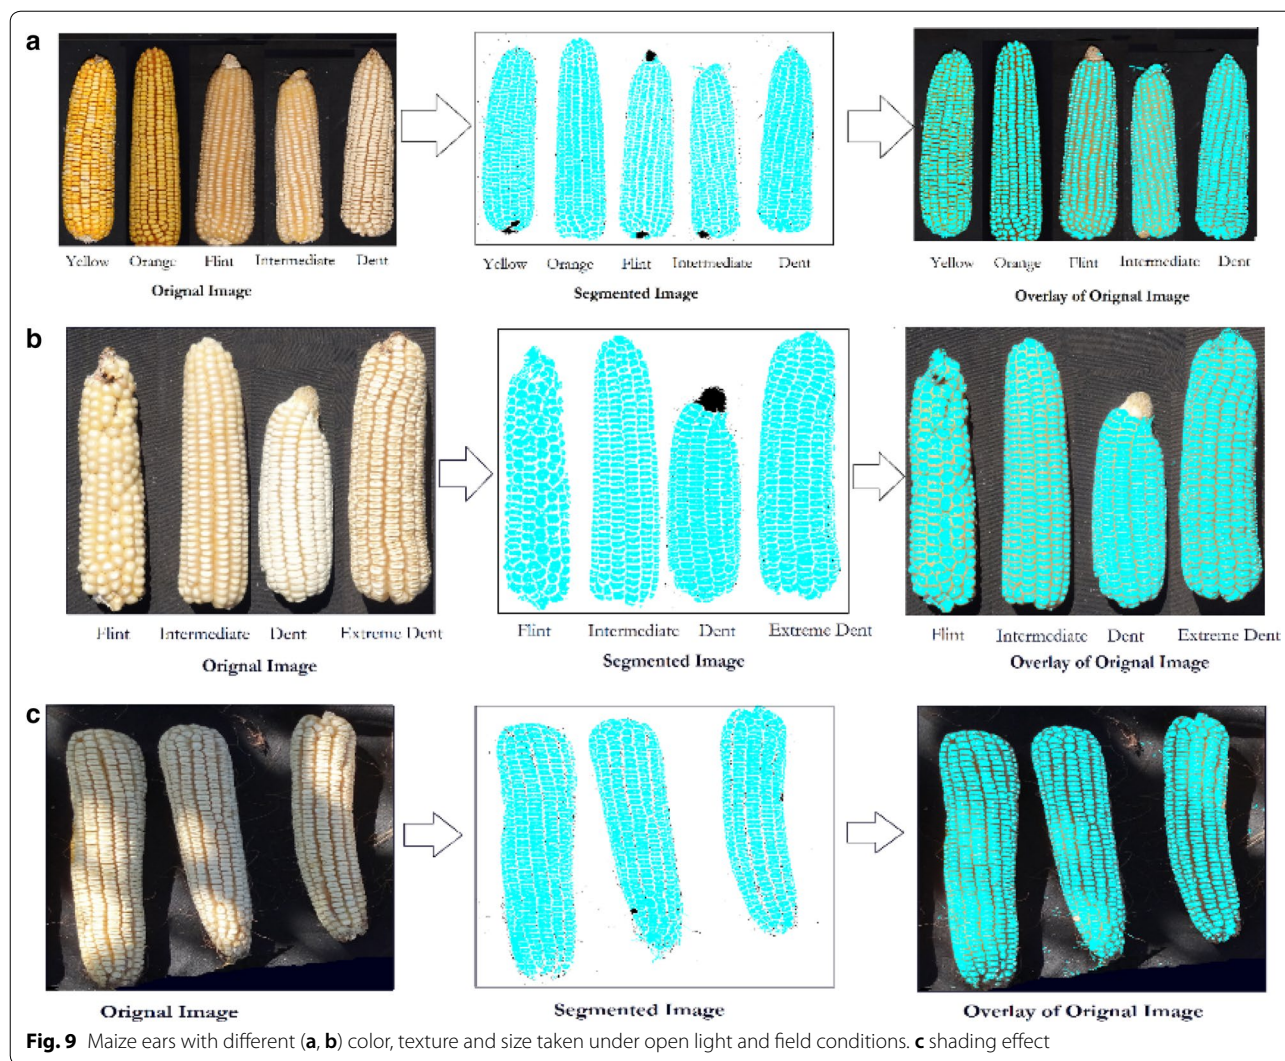 a
Yellow Orange Flint Intermediate Dent
Orignal Image
Yellow Orange Flint Intermediate Dent
Segmented Image
Yellow Orange Flint Intermediate Dent
Overlay of Orignal Image
b
Flint Intermediate Dent Extreme Dent
Orignal Image
Flint Intermediate Dent Extreme Dent
Segmented Image
Flint Intermediate Dent Extreme Dent
Overlay of Orignal Image
c
Orignal Image
Segmented Image
Overlay of Orignal Image
Fig. 9 Maize ears with different (a, b) color, texture and size taken under open light and field conditions. c shading effect